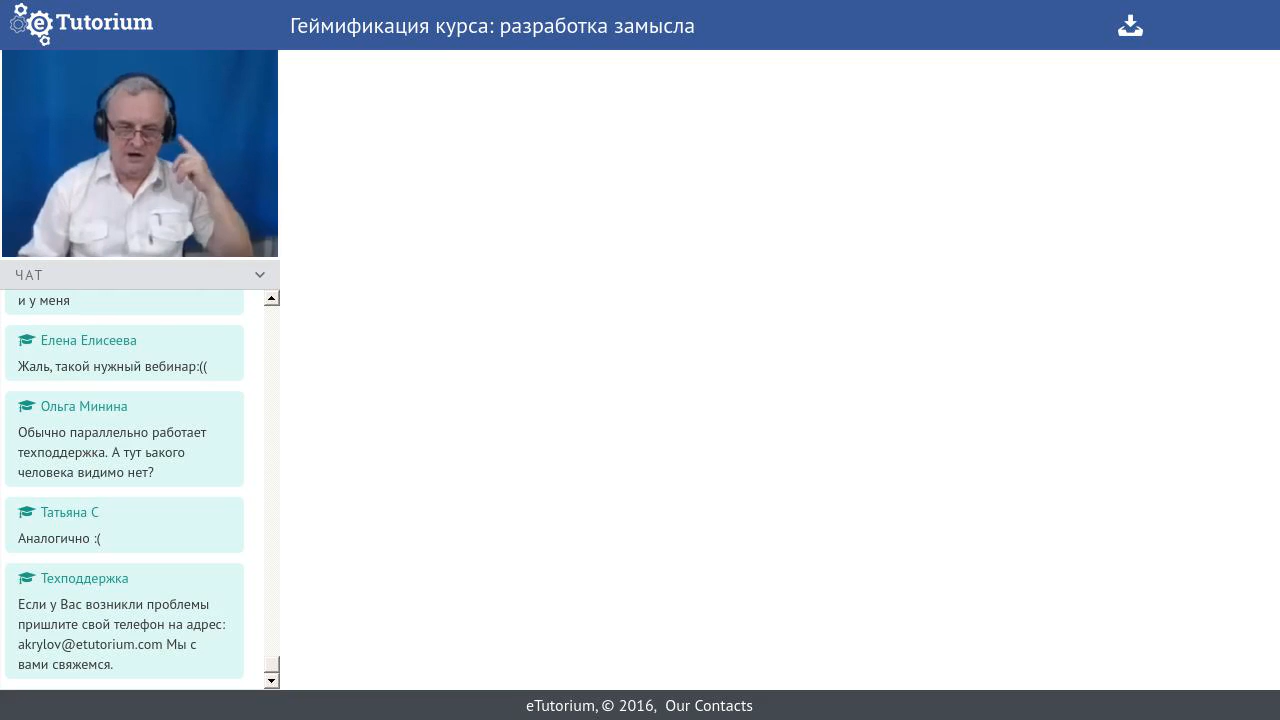 eTutorium
Геймификация курса: разработка замысла
ЧАТ
и у меня
Елена Елисеева
Жаль, такой нужный вебинар:((
Ольга Минина
Обычно параллельно работает
техподдержка. А тут ьакого
человека видимо нет?
Татьяна С
Аналогично :(
Техподдержка
Если у Вас возникли проблемы
пришлите свой телефон на адрес:
akrylov@etutorium.com Мы с
вами свяжемся.
eTutorium, © 2016, Our Contacts